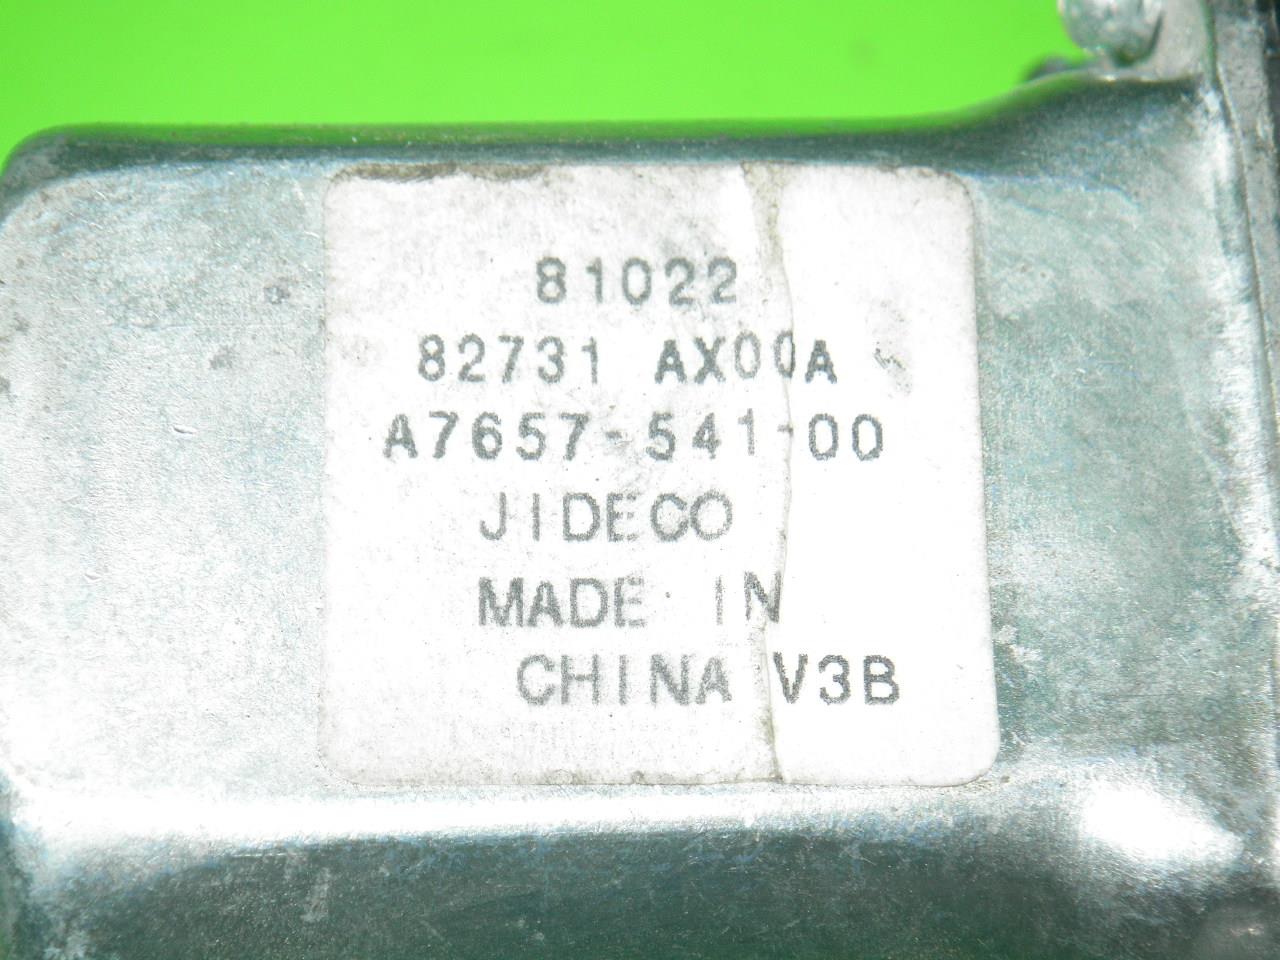 81022
82731 AX00A
A7657-541-00
JIDECO
MADE IN
CHINA V3B